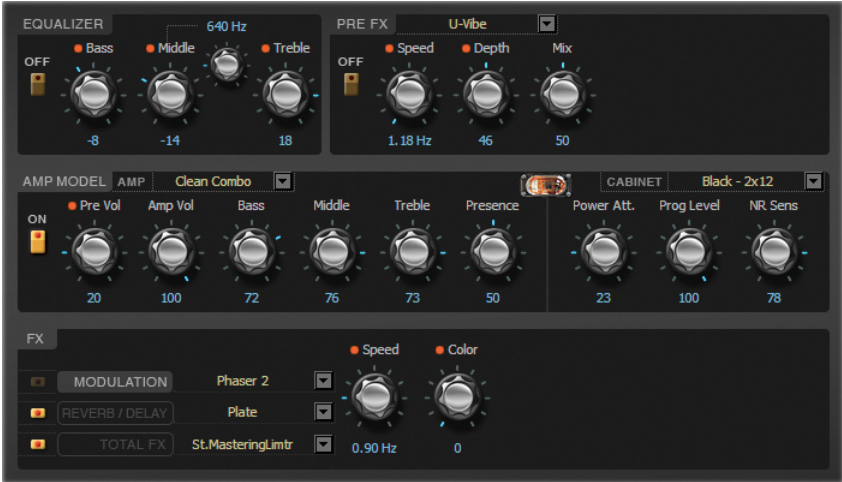 EQUALIZER
640 Hz
PRE FX U-Vibe
OFF Bass Middle Treble
OFF Speed Depth Mix
-8 -14 18
1.18 Hz 46 50
AMP MODEL AMP Clean Combo CABINET Black - 2x12
ON Pre Vol Amp Vol Bass Middle Treble Presence Power Att. Prog Level NR Sens
20 100 72 76 73 50 23 100 78
FX
Speed Color
MODULATION Phaser 2
REVERB / DELAY Plate
TOTAL FX St.MasteringLimtr
0.90 Hz 0